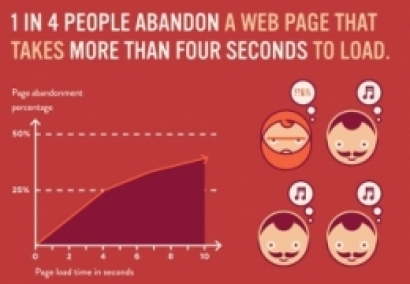 1 IN 4 PEOPLE ABANDON A WEB PAGE THAT
TAKES MORE THAN FOUR SECONDS TO LOAD.
Page abandonment
percentage
50%
25%
0 2 4 6 8 10
Page load time in seconds